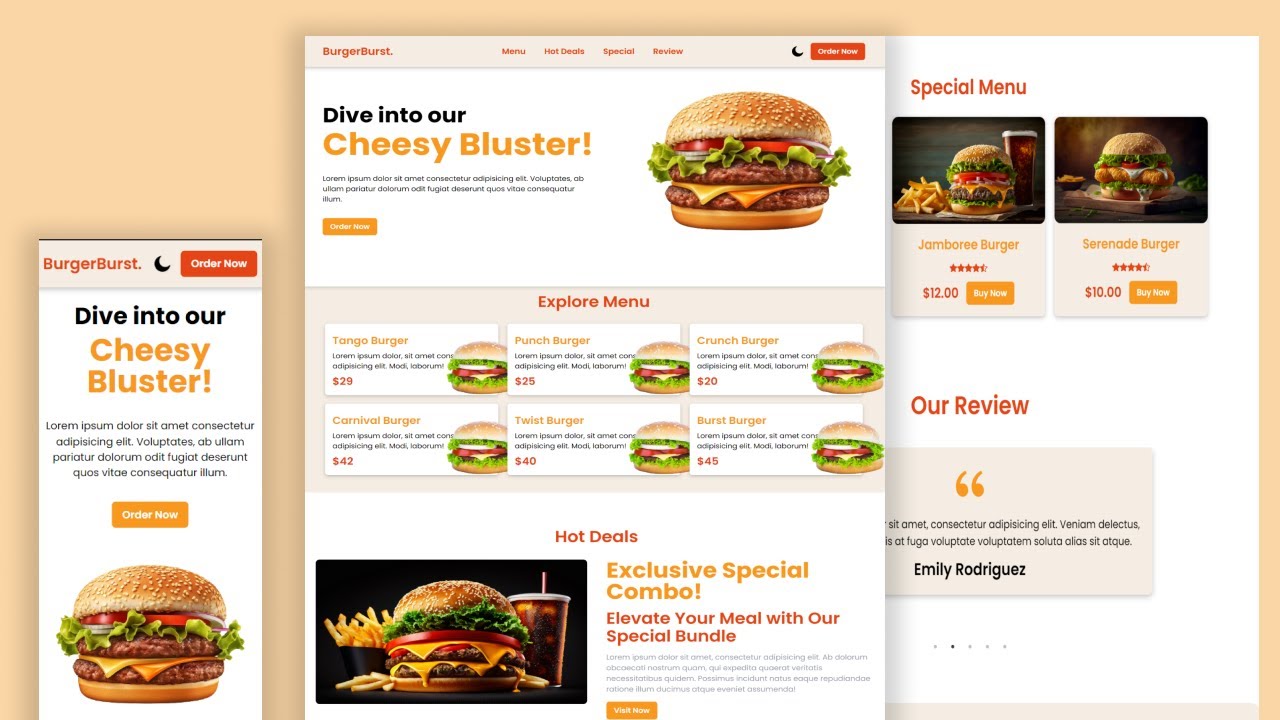 BurgerBurst.
Order Now
Dive into our
Cheesy
Bluster!
Lorem ipsum dolor sit amet consectetur
adipisicing elit. Voluptates, ab ullam
pariatur dolorum odit fugiat deserunt
quos vitae consequatur illum.
Order Now
BurgerBurst.
Menu Hot Deals Special Review
Order Now
Dive into our
Cheesy Bluster!
Lorem ipsum dolor sit amet consectetur adipisicing elit. Voluptates, ab
ullam pariatur dolorum odit fugiat deserunt quos vitae consequatur
illum.
Order Now
Explore Menu
Tango Burger
Lorem ipsum dolor, sit amet cons
adipisicing elit. Modi, laborum!
$29
Punch Burger
Lorem ipsum dolor, sit amet cons
adipisicing elit. Modi, laborum!
$25
Crunch Burger
Lorem ipsum dolor, sit amet cons
adipisicing elit. Modi, laborum!
$20
Carnival Burger
Lorem ipsum dolor, sit amet cons
adipisicing elit. Modi, laborum!
$42
Twist Burger
Lorem ipsum dolor, sit amet cons
adipisicing elit. Modi, laborum!
$40
Burst Burger
Lorem ipsum dolor, sit amet cons
adipisicing elit. Modi, laborum!
$45
Hot Deals
Exclusive Special
Combo!
Elevate Your Meal with Our
Special Bundle
Lorem ipsum dolor sit amet, consectetur adipisicing elit. Ab dolorum
obcaecati nostrum quam, qui expedita quaerat veritatis
necessitatibus quidem. Possimus incidunt natus eaque repudiandae
ratione illum ducimus atque eveniet assumenda!
Visit Now
Special Menu
Jamboree Burger
$12.00 Buy Now
Serenade Burger
$10.00 Buy Now
Our Review
“
sit amet, consectetur adipisicing elit. Veniam delectus,
is at fuga voluptate voluptatem soluta alias sit atque.
Emily Rodriguez